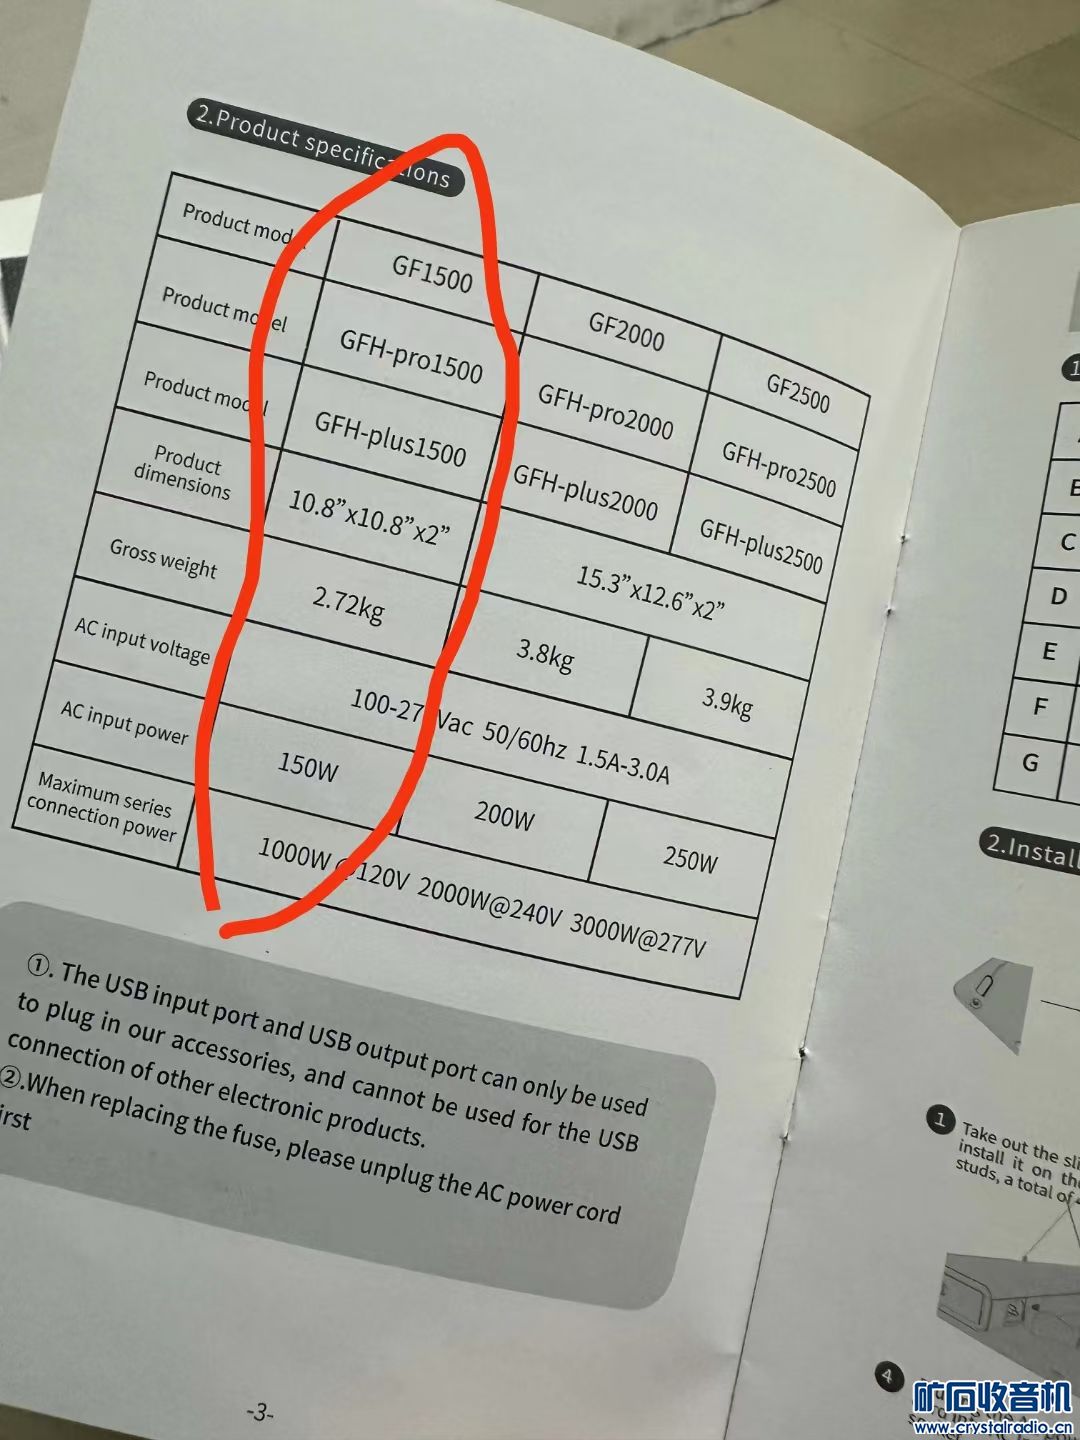 2.Product specifications
Product model GF1500 GF2000 GF2500
Product model GFH-pro1500 GFH-pro2000 GFH-pro2500
Product model GFH-plus1500 GFH-plus2000 GFH-plus2500
Product
dimensions
10.8”x10.8”x2” 15.3”x12.6”x2”
Gross weight 2.72kg 3.8kg 3.9kg
AC input voltage 100-27 Vac 50/60hz 1.5A-3.0A
AC input power 150W 200W 250W
Maximum series
connection power
1000W@120V 2000W@240V 3000W@277V
①. The USB input port and USB output port can only be used
to plug in our accessories, and cannot be used for the USB
connection of other electronic products.
②.When replacing the fuse, please unplug the AC power cord
irst
-3-
1
C
D
E
F
G
2.Install
1
Take out the
install it on
studs, a total of
4
矿石收音机
www.crystalradio.cn